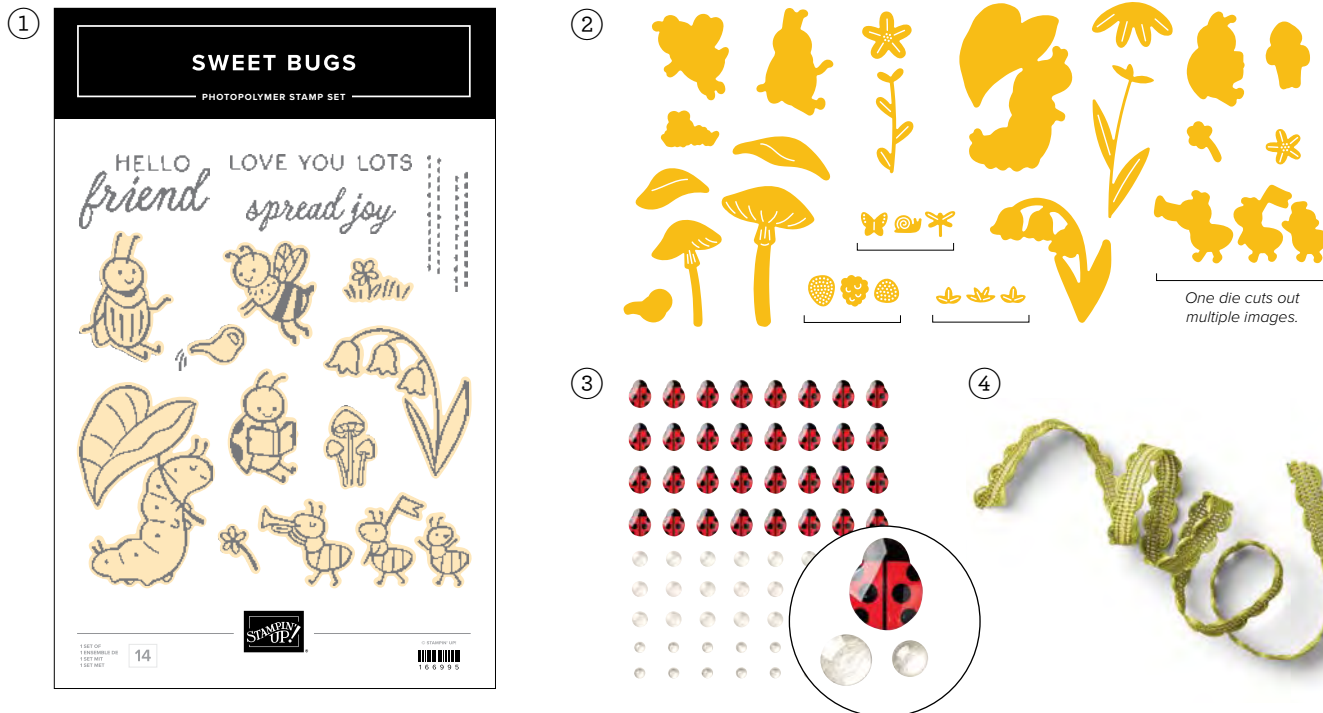 1
SWEET BUGS
PHOTOPOLYMER STAMP SET
HELLO
friend
LOVE YOU LOTS
spread joy
1 SET OF
1 ENSEMBLE DE
1 SET MIT
1 SET MET
14
STAMPIN' UP!
© STAMPIN' UP!
166995
2
One die cuts out
multiple images.
3
4